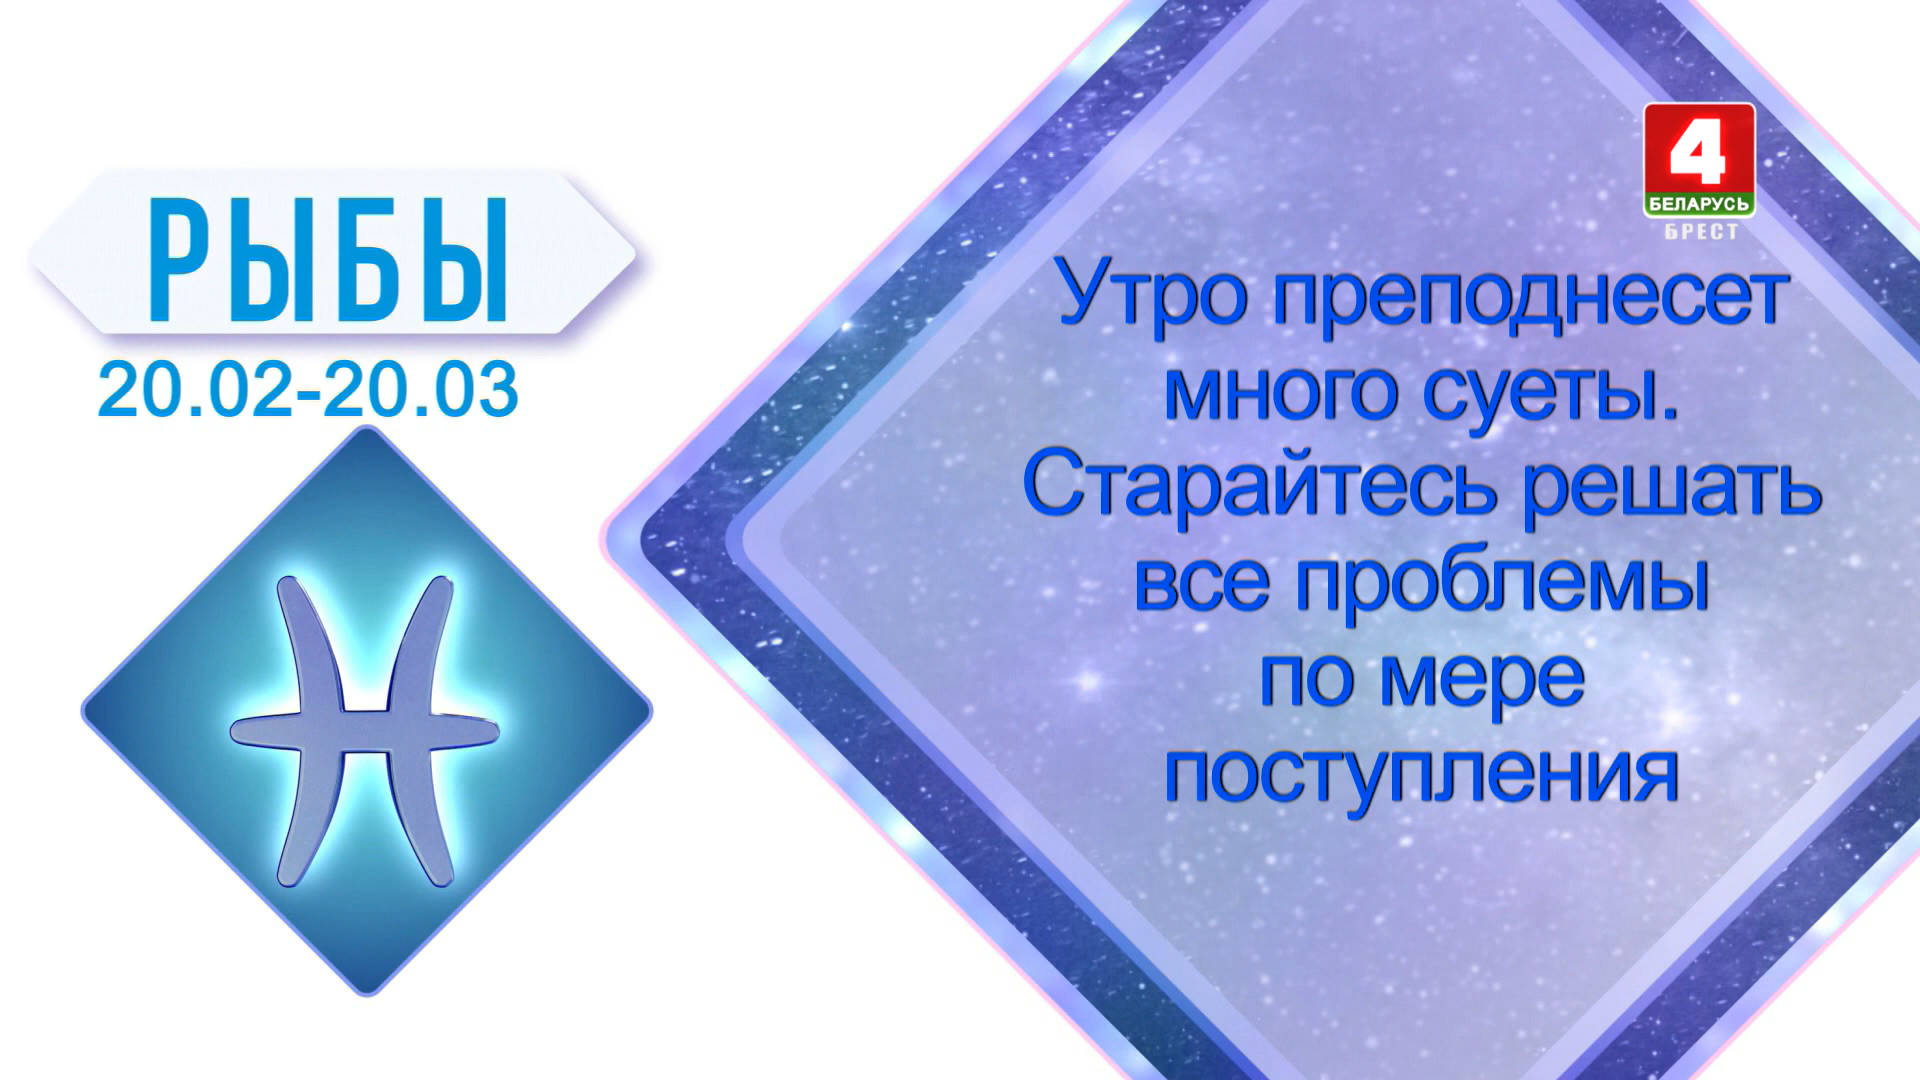 РЫБЫ
20.02-20.03
4
БЕЛАРУСЬ
БРЕСТ
Утро преподнесет
много суеты.
Старайтесь решать
все проблемы
по мере
поступления